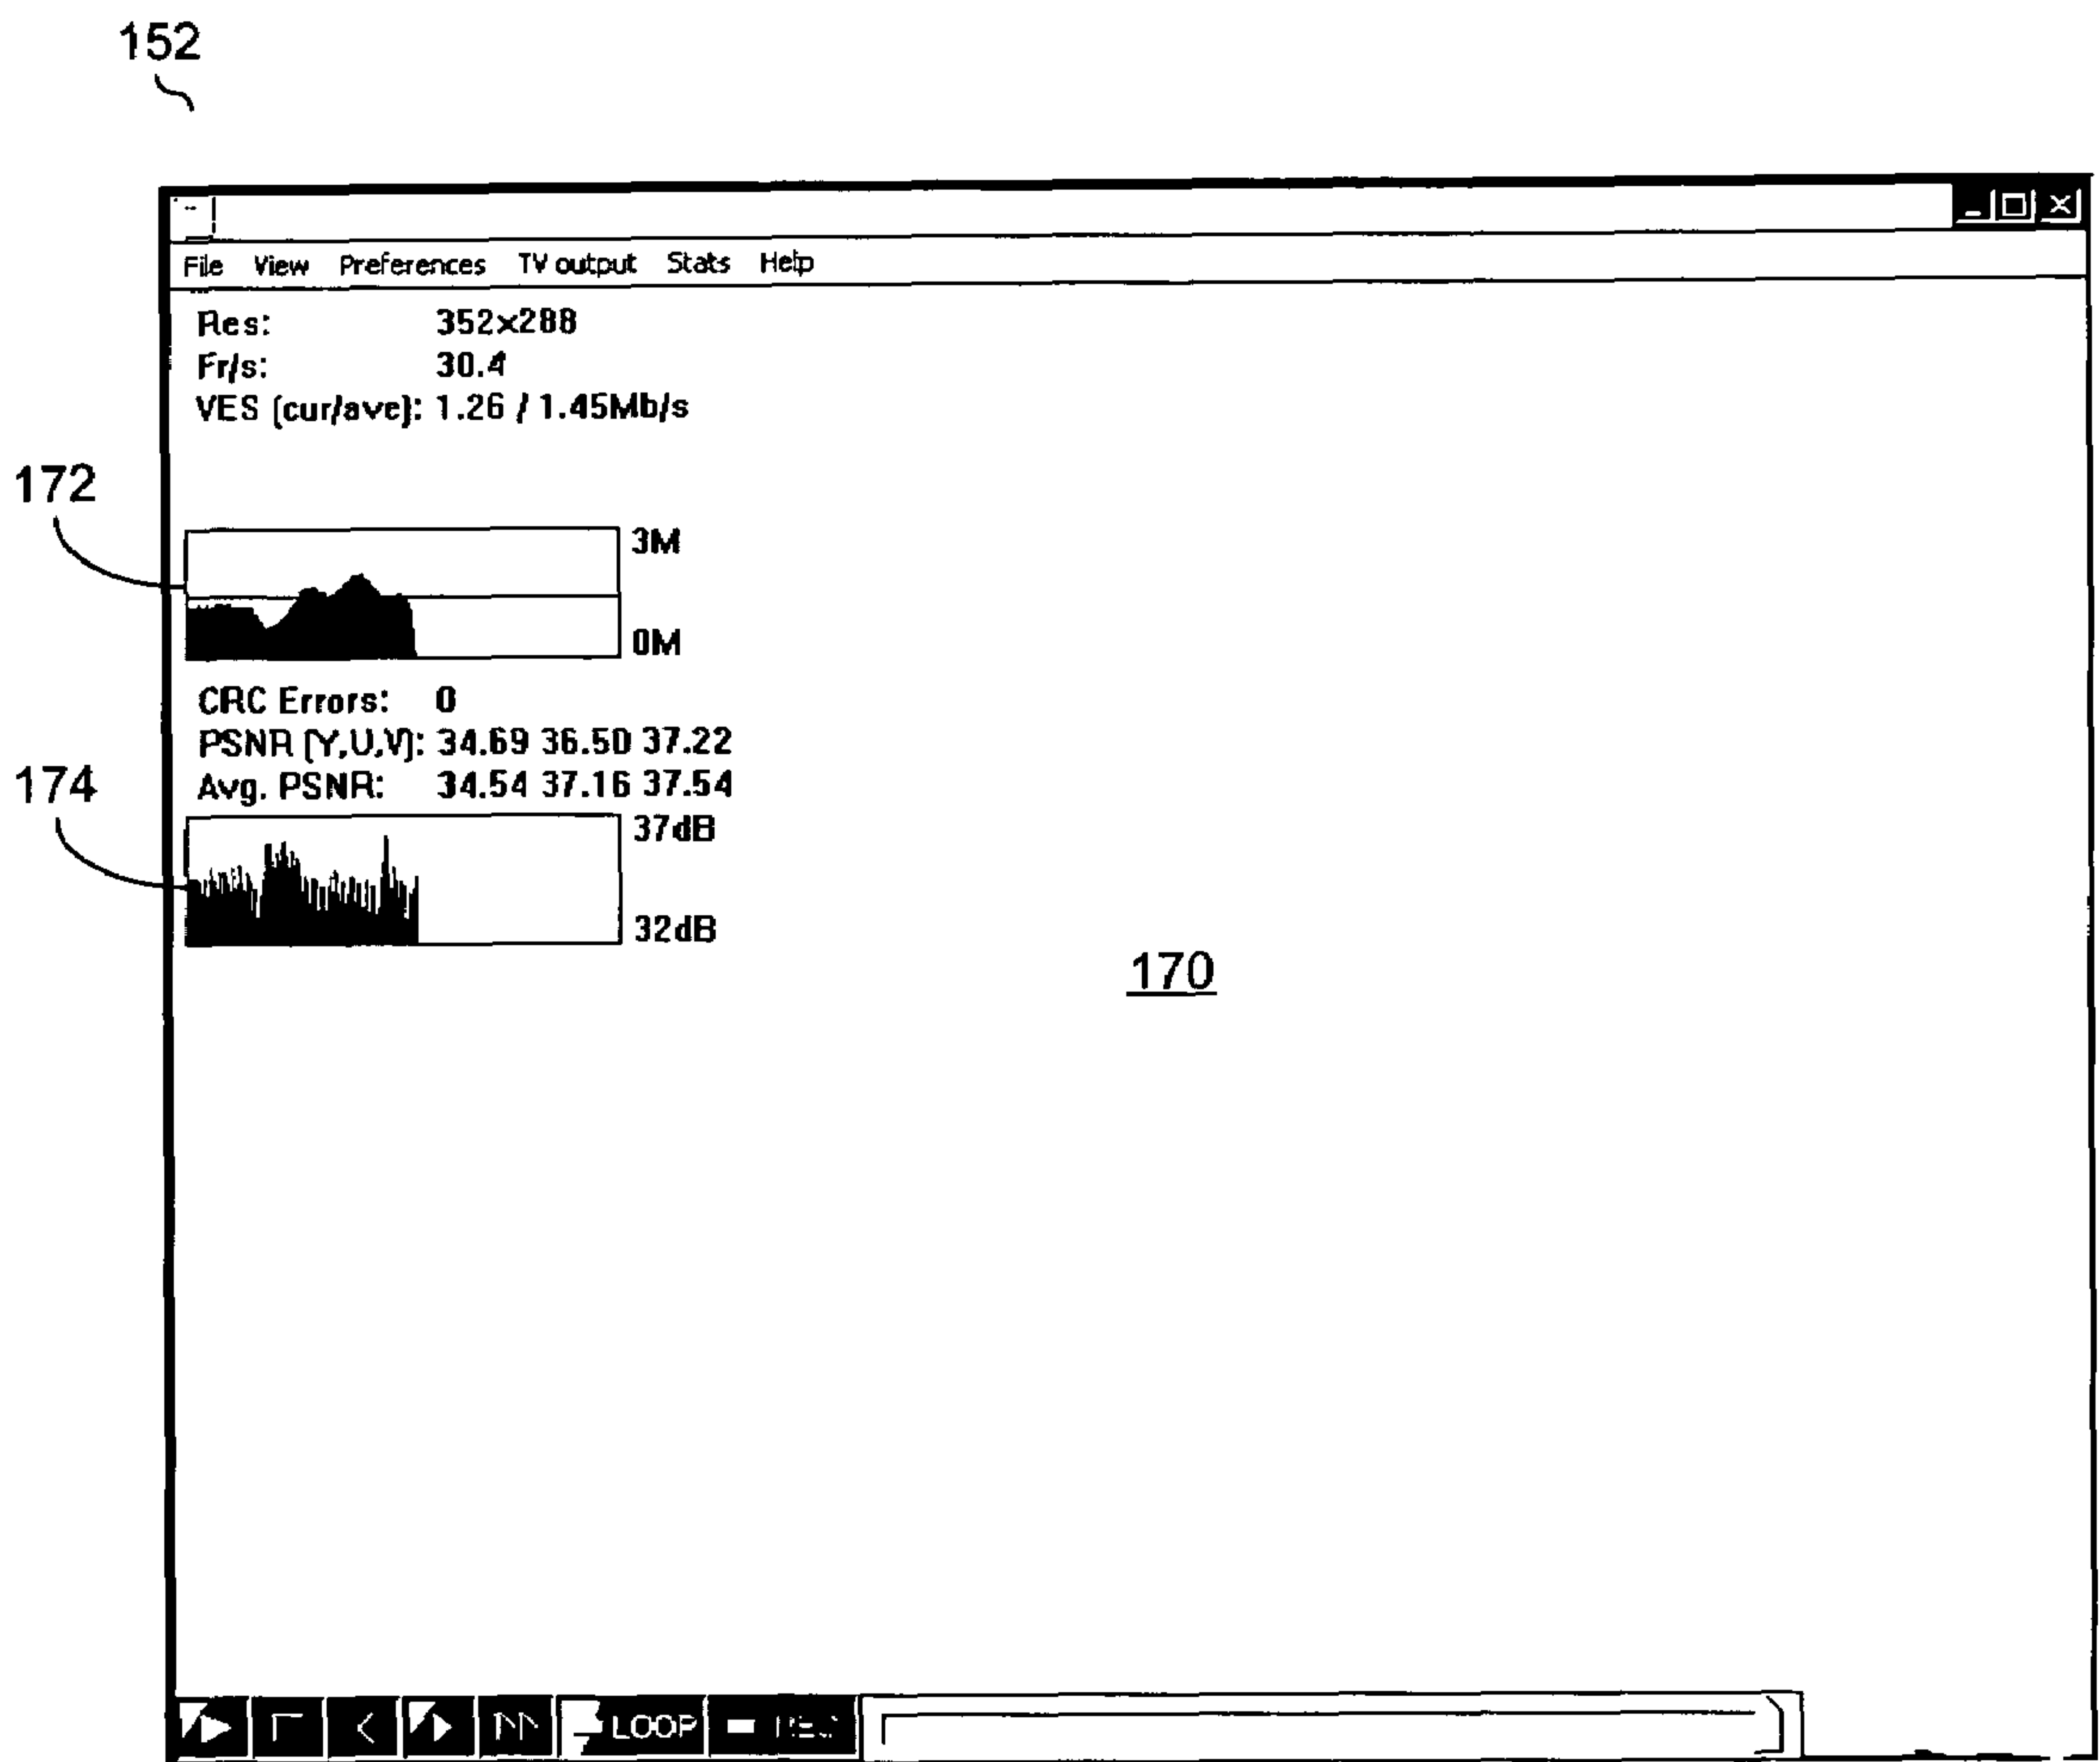 152
File View Preferences TV output Stats Help
Res: 352x288
Fr/s: 30.4
VES (cur/ave): 1.26 / 1.45Mb/s
172
3M
0M
CRC Errors: 0
PSNR (Y,U,V): 34.69 36.50 37.22
Avg. PSNR: 34.54 37.16 37.54
174
37dB
32dB
170
LOOP